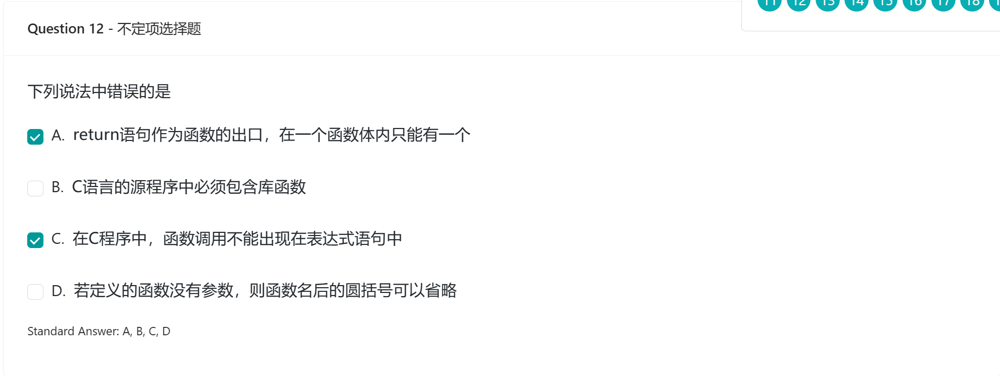 11 12 13 14 15 16 17 18
Question 12 - 不定项选择题
下列说法中错误的是
A. return语句作为函数的出口，在一个函数体内只能有一个
B. C语言的源程序中必须包含库函数
C. 在C程序中，函数调用不能出现在表达式语句中
D. 若定义的函数没有参数，则函数名后的圆括号可以省略
Standard Answer: A, B, C, D